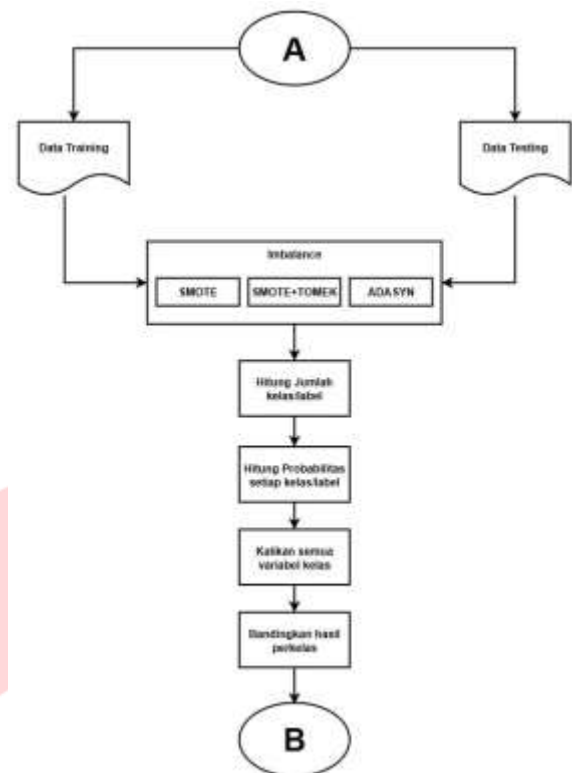 A
Data Training
Data Testing
Imbalance
SMOTE
SMOTE+TOMEK
ADASYN
Hitung Jumlah
kelas/label
Hitung Probabilitas
setiap kelas/label
Kalikan semua
variabel kelas
Bandingkan hasil
perkelas
B